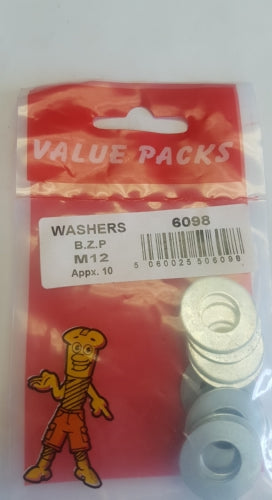 VALUE PACKS
WASHERS 6098
B.Z.P
M12
Appx. 10
5 060025 506098